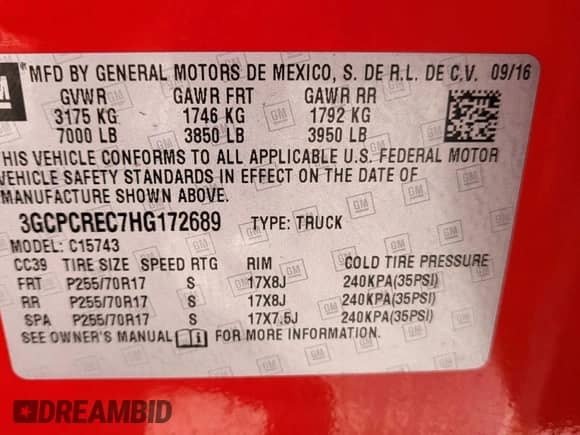 GM
*MFD BY GENERAL MOTORS DE MEXICO, S. DE R.L. DE C.V. 09/16
GVWR GAWR FRT GAWR RR
3175 KG 1746 KG 1792 KG
7000 LB 3850 LB 3950 LB
THIS VEHICLE CONFORMS TO ALL APPLICABLE U.S. FEDERAL MOTOR
VEHICLE SAFETY STANDARDS IN EFFECT ON THE DATE OF
MANUFACTURE SHOWN ABOVE.
3GCPCREC7HG172689 TYPE: TRUCK
MODEL: C15743
CC39 TIRE SIZE SPEED RTG RIM COLD TIRE PRESSURE
FRT P255/70R17 S 17X8J 240KPA(35PSI)
RR P255/70R17 S 17X8J 240KPA(35PSI)
SPA P255/70R17 S 17X7.5J 240KPA(35PSI)
SEE OWNER'S MANUAL FOR MORE INFORMATION.
DREAMBID